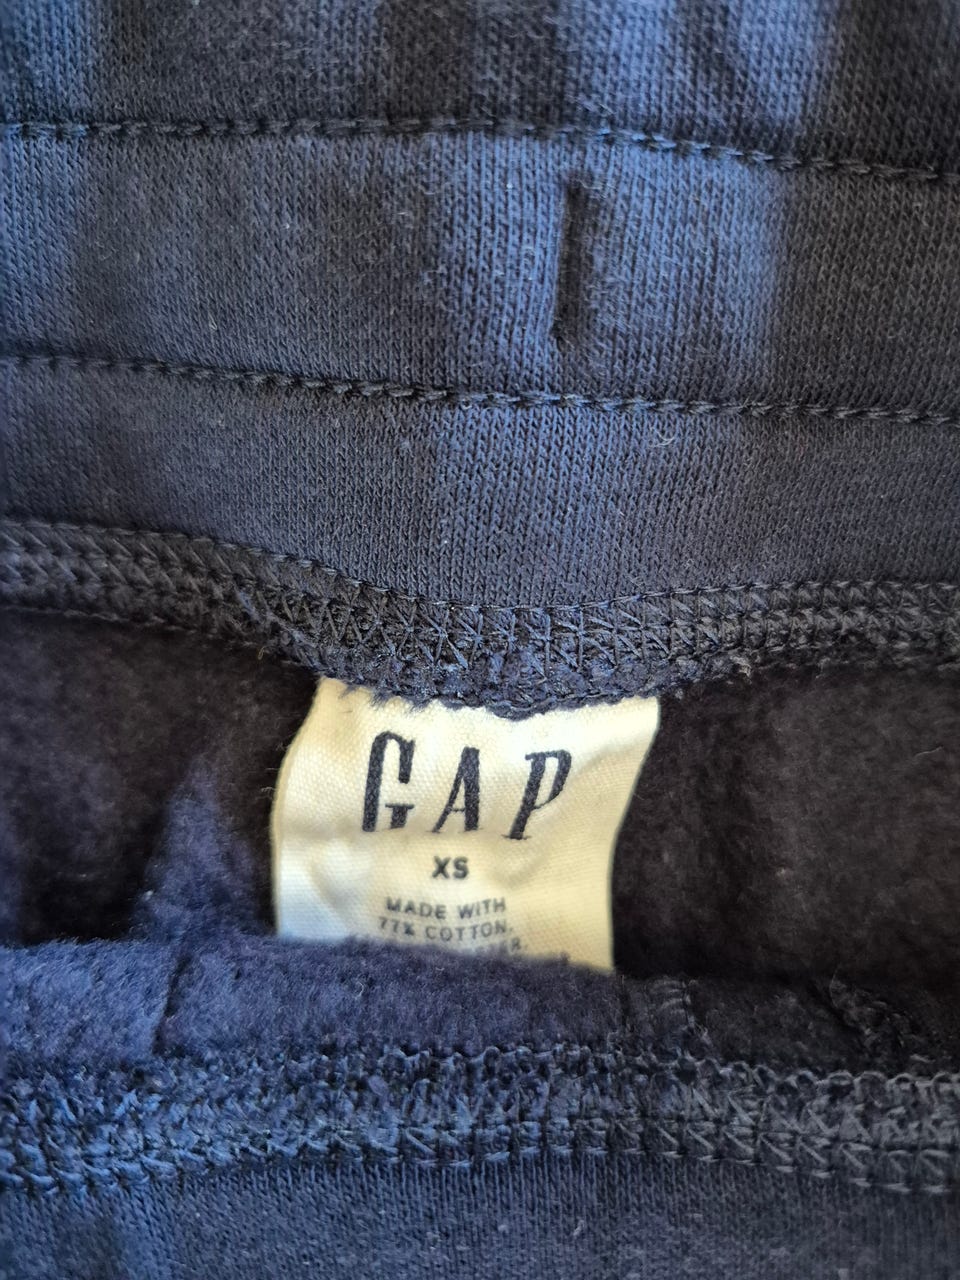 GAP
XS
MADE WITH
77% COTTON,